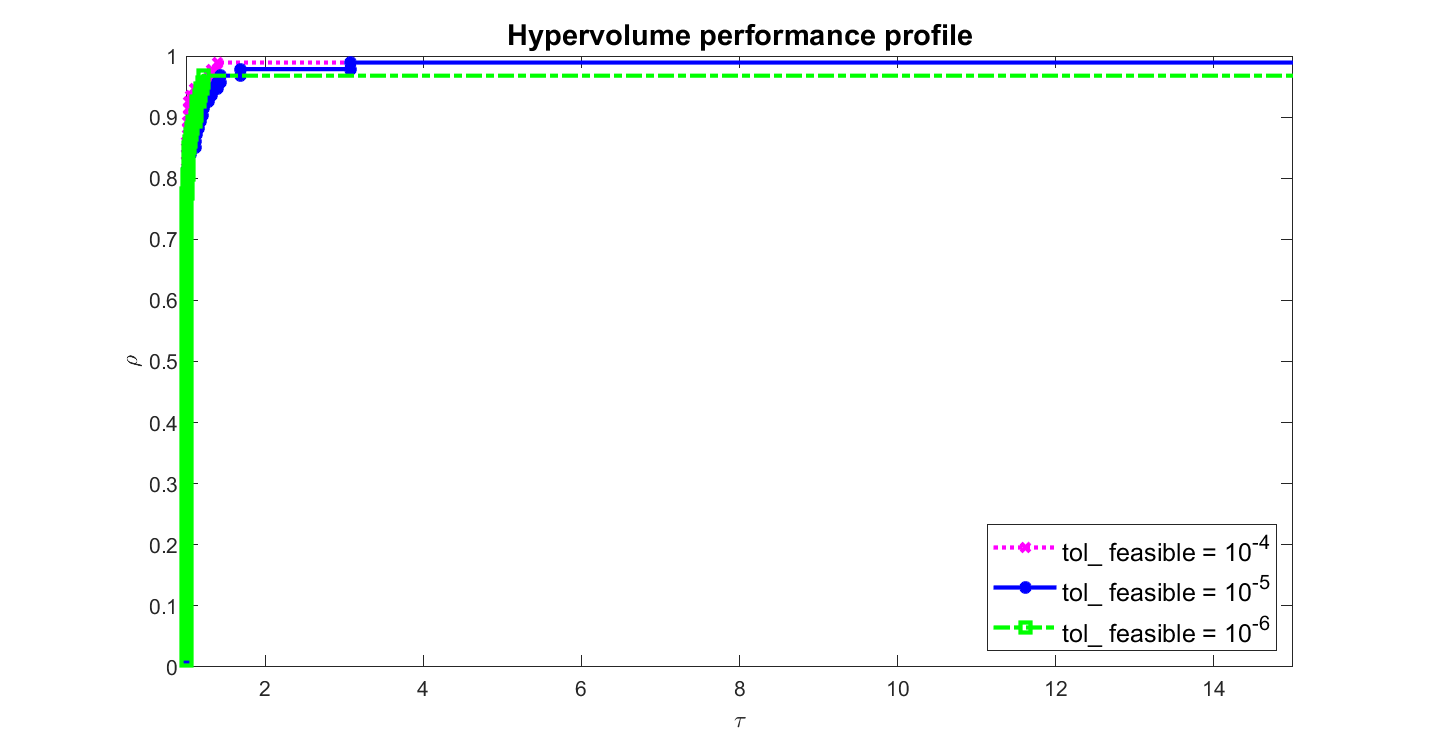 Hypervolume performance profile
1
0.9
0.8
0.7
0.6
0.5
0.4
0.3
0.2
0.1
0
ρ
2 4 6 8 10 12 14
τ
tol_ feasible = 10^-4
tol_ feasible = 10^-5
tol_ feasible = 10^-6